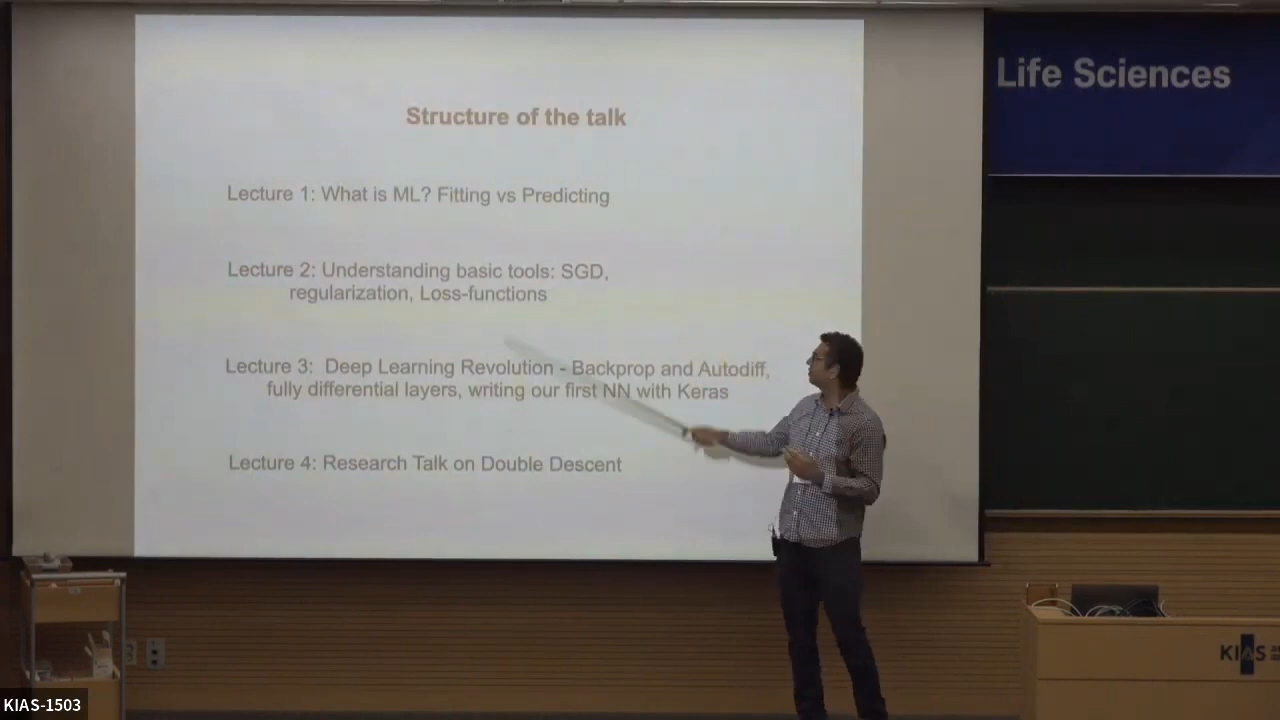 Life Sciences
Structure of the talk
Lecture 1: What is ML? Fitting vs Predicting
Lecture 2: Understanding basic tools: SGD,
regularization, Loss-functions
Lecture 3:  Deep Learning Revolution - Backprop and Autodiff,
fully differential layers, writing our first NN with Keras
Lecture 4: Research Talk on Double Descent
KIAS
KIAS-1503